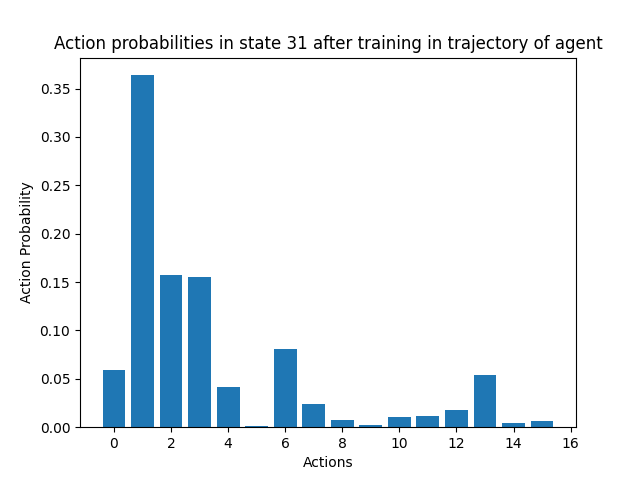 Action probabilities in state 31 after training in trajectory of agent
0.35
0.30
0.25
0.20
0.15
0.10
0.05
0.00
Action Probability
0 2 4 6 8 10 12 14 16
Actions